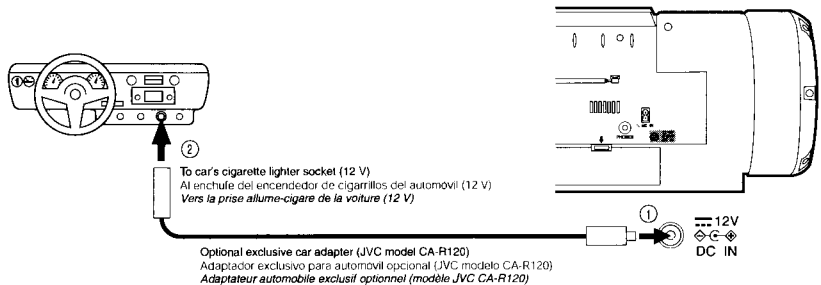 PHONES
②
To car's cigarette lighter socket (12 V)
Al enchufe del encendedor de cigarrillos del automóvil (12 V)
Vers la prise allume-cigare de la voiture (12 V)
①
12V
DC IN
Optional exclusive car adapter (JVC model CA-R120)
Adaptador exclusivo para automóvil opcional (JVC modelo CA-R120)
Adaptateur automobile exclusif optionnel (modèle JVC CA-R120)